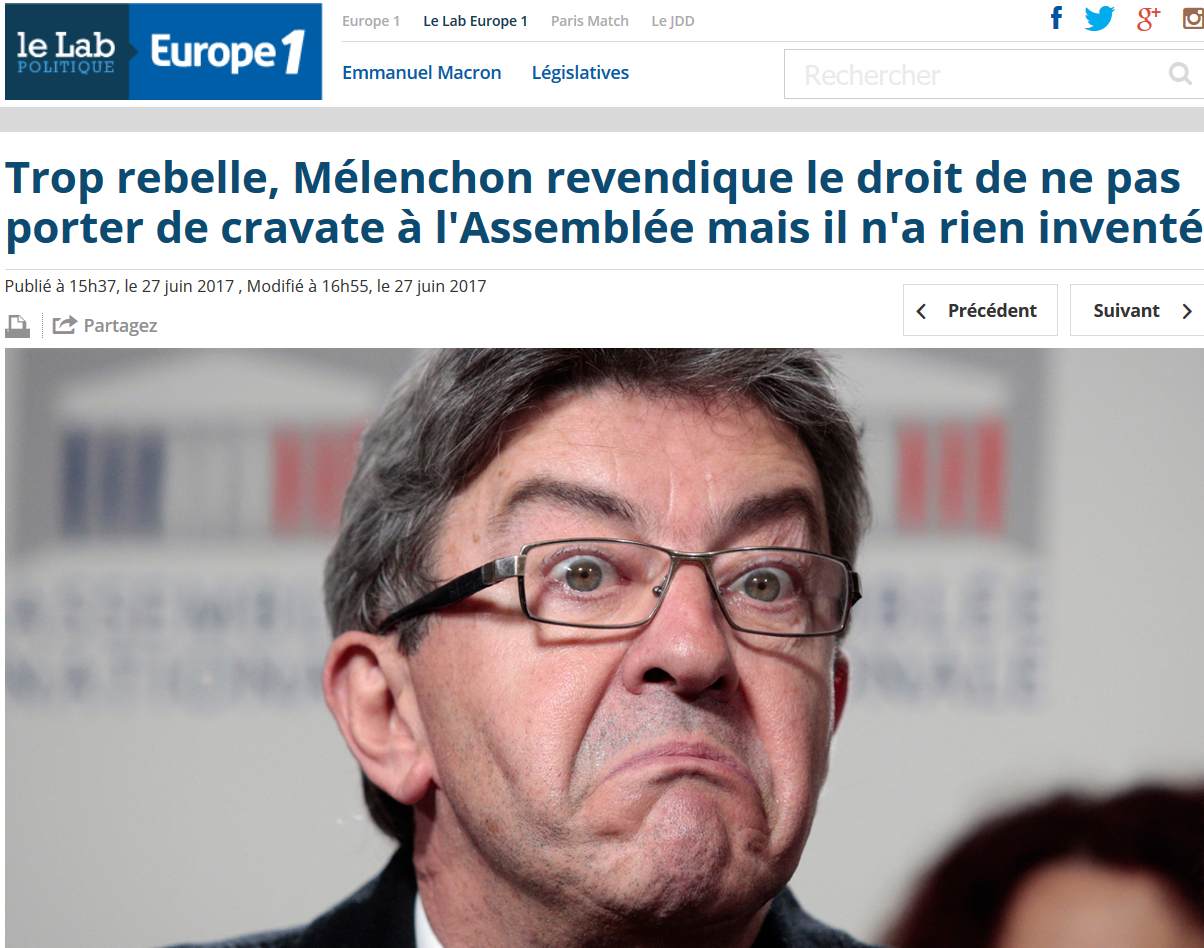 le Lab
POLITIQUE
Europe 1
Europe 1 Le Lab Europe 1 Paris Match Le JDD
Emmanuel Macron Législatives
Rechercher
Trop rebelle, Mélenchon revendique le droit de ne pas
porter de cravate à l'Assemblée mais il n'a rien inventé
Publié à 15h37, le 27 juin 2017 , Modifié à 16h55, le 27 juin 2017
Précédent Suivant
Partagez